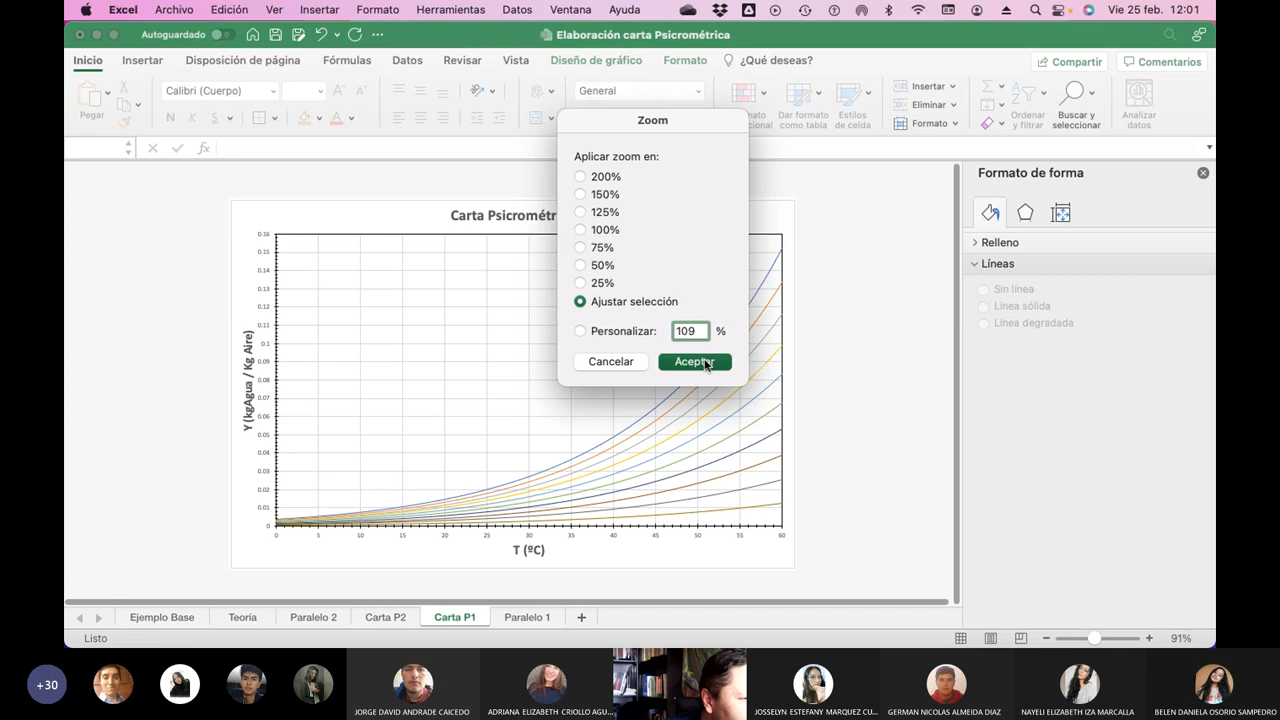 Excel Archivo Edición Ver Insertar Formato Herramientas Datos Ventana Ayuda Vie 25 feb. 12:01
Autoguardado Elaboración carta Psicrométrica
Inicio Insertar Disposición de página Fórmulas Datos Revisar Vista Diseño de gráfico Formato ¿Qué deseas? Compartir Comentarios
Pegar
Calibri (Cuerpo)
N K S
General
Dar formato
como tabla
Estilos
de celda
Insertar
Eliminar
Formato
Ordenar
y filtrar
Buscar y
seleccionar
Analizar
datos
fx
Zoom
Aplicar zoom en:
200%
150%
125%
100%
75%
50%
25%
Ajustar selección
Personalizar: 109 %
Cancelar Aceptar
Formato de forma
Relleno
Líneas
Sin línea
Línea sólida
Línea degradada
Y (kgAgua / Kg Aire)
0.16
0.15
0.14
0.13
0.12
0.11
0.1
0.09
0.08
0.07
0.06
0.05
0.04
0.03
0.02
0.01
0
0 5 10 15 20 25 30 35 40 45 50 55 60
T (ºC)
Ejemplo Base Teoría Paralelo 2 Carta P2 Carta P1 Paralelo 1 +
Listo 91%
+30
JORGE DAVID ANDRADE CAICEDO
ADRIANA ELIZABETH CRIOLLO AGU...
JOSSELYN ESTEFANY MARQUEZ CU...
GERMAN NICOLAS ALMEIDA DIAZ
NAYELI ELIZABETH IZA MARCALLA
BELEN DANIELA OSORIO SAMPEDRO